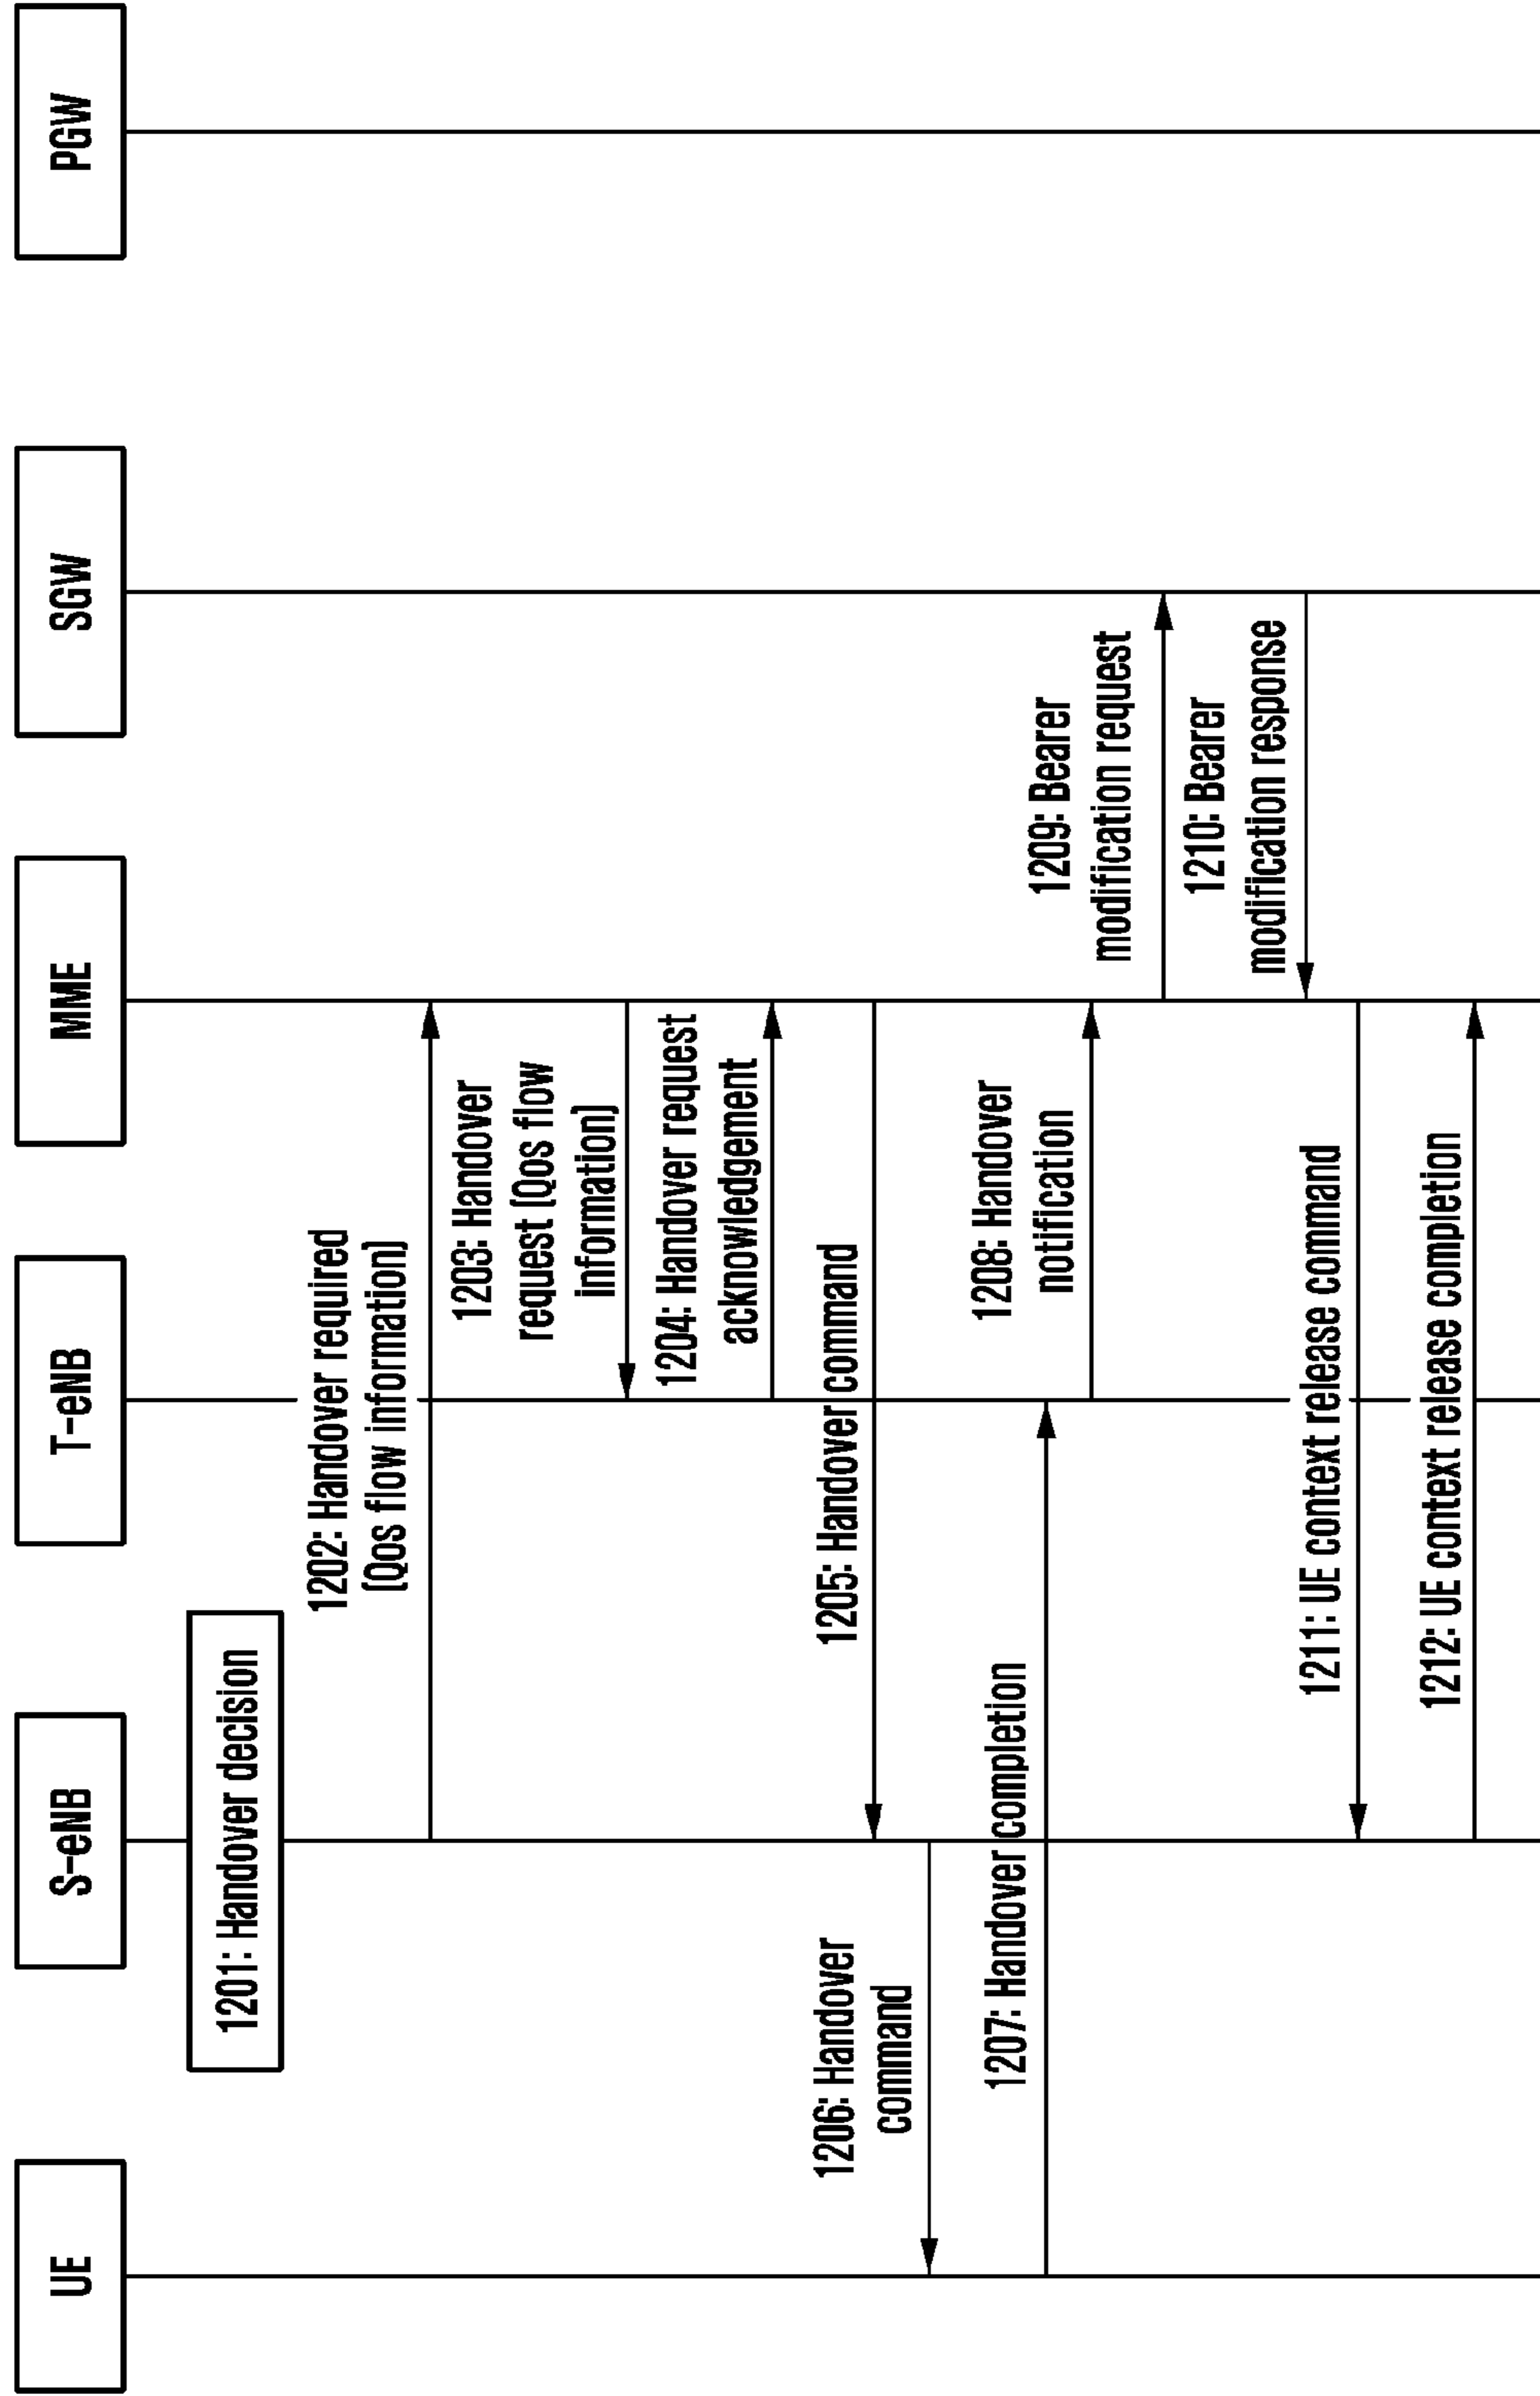 UE
S-eNB
T-eNB
MME
SGW
PGW
1201: Handover decision
1202: Handover required
(Qos flow information)
1203: Handover
request (Qos flow
information)
1204: Handover request
acknowledgement
1205: Handover command
1206: Handover
command
1207: Handover completion
1208: Handover
notification
1209: Bearer
modification request
1210: Bearer
modification response
1211: UE context release command
1212: UE context release completion